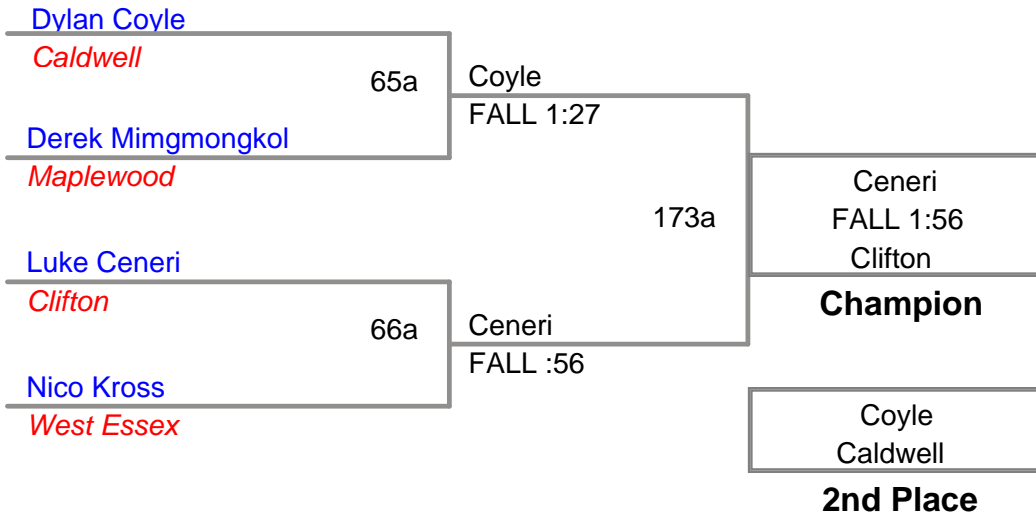 Dylan Coyle
Caldwell
65a
Coyle
FALL 1:27
Derek Mimgmongkol
Maplewood
173a
Ceneri
FALL 1:56
Clifton
Champion
Luke Ceneri
Clifton
66a
Ceneri
FALL :56
Nico Kross
West Essex
Coyle
Caldwell
2nd Place